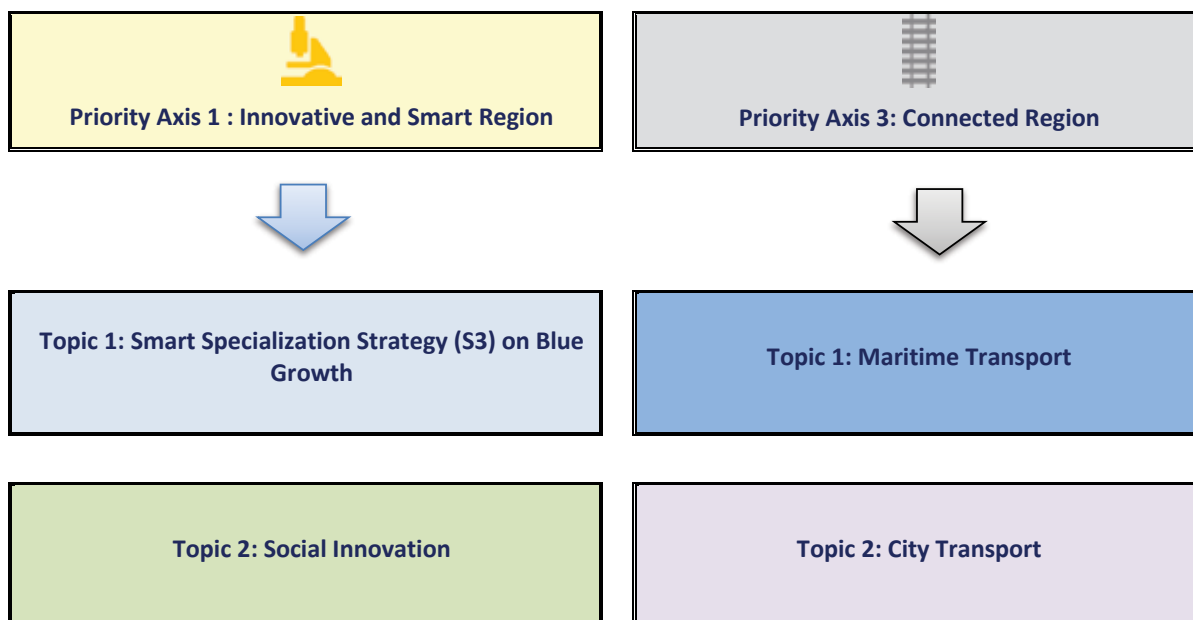 Priority Axis 1 : Innovative and Smart Region
Priority Axis 3: Connected Region
Topic 1: Smart Specialization Strategy (S3) on Blue
Growth
Topic 1: Maritime Transport
Topic 2: Social Innovation
Topic 2: City Transport